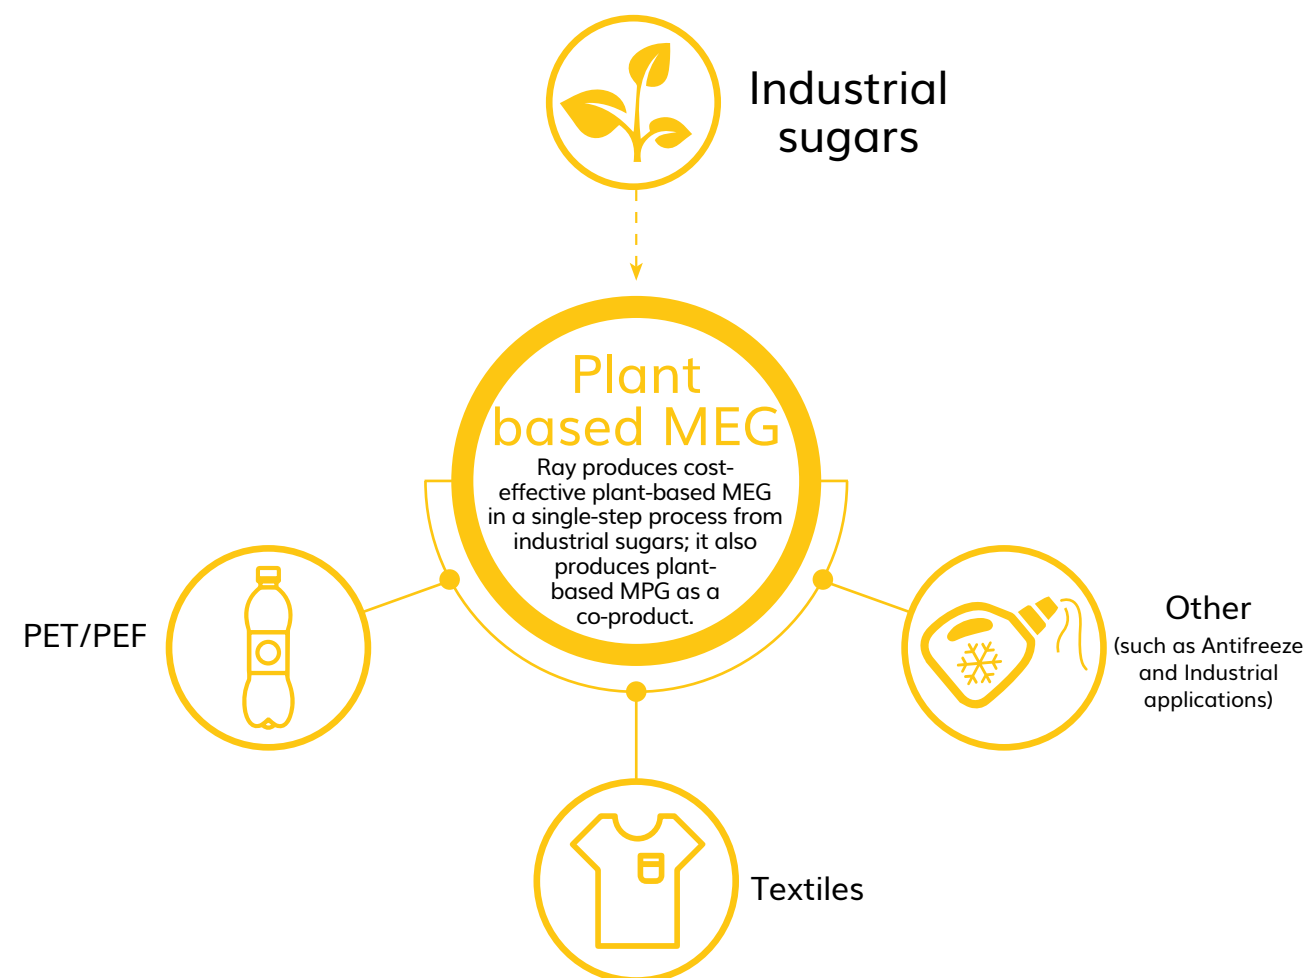 Industrial
sugars
Plant
based MEG
Ray produces cost-
effective plant-based MEG
in a single-step process from
industrial sugars; it also
produces plant-
based MPG as a
co-product.
PET/PEF
Other
(such as Antifreeze
and Industrial
applications)
Textiles